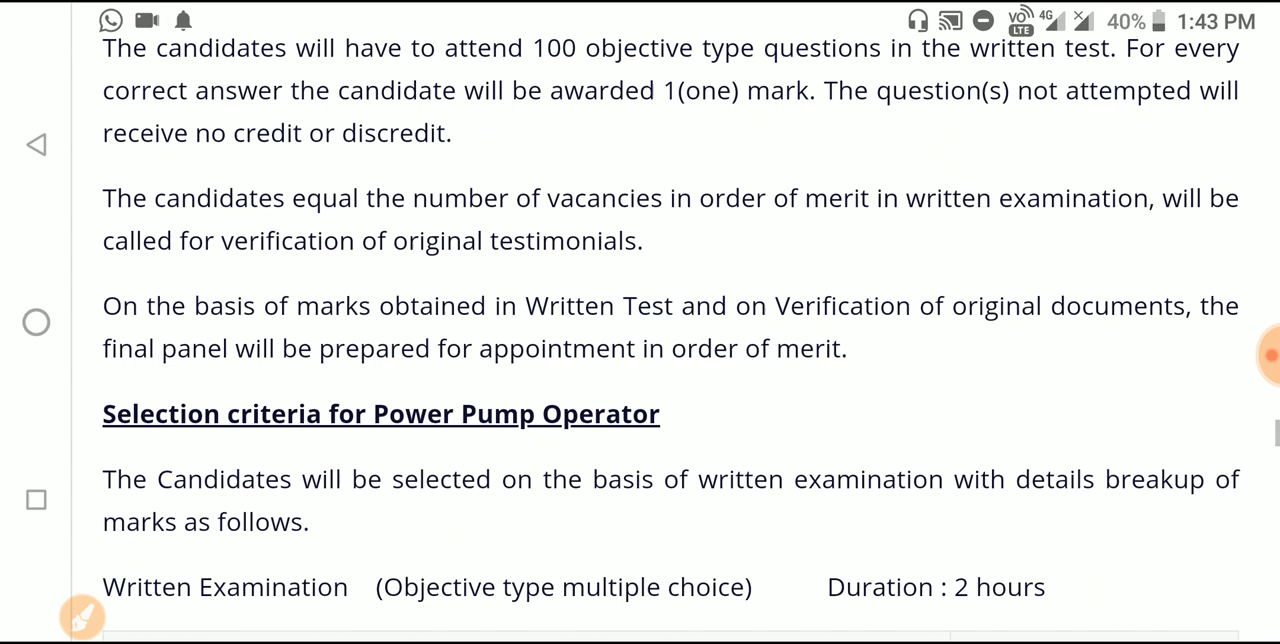 VO 4G 40% 1:43 PM
LTE
The candidates will have to attend 100 objective type questions in the written test. For every
correct answer the candidate will be awarded 1(one) mark. The question(s) not attempted will
receive no credit or discredit.
The candidates equal the number of vacancies in order of merit in written examination, will be
called for verification of original testimonials.
On the basis of marks obtained in Written Test and on Verification of original documents, the
final panel will be prepared for appointment in order of merit.
Selection criteria for Power Pump Operator
The Candidates will be selected on the basis of written examination with details breakup of
marks as follows.
Written Examination (Objective type multiple choice) Duration : 2 hours